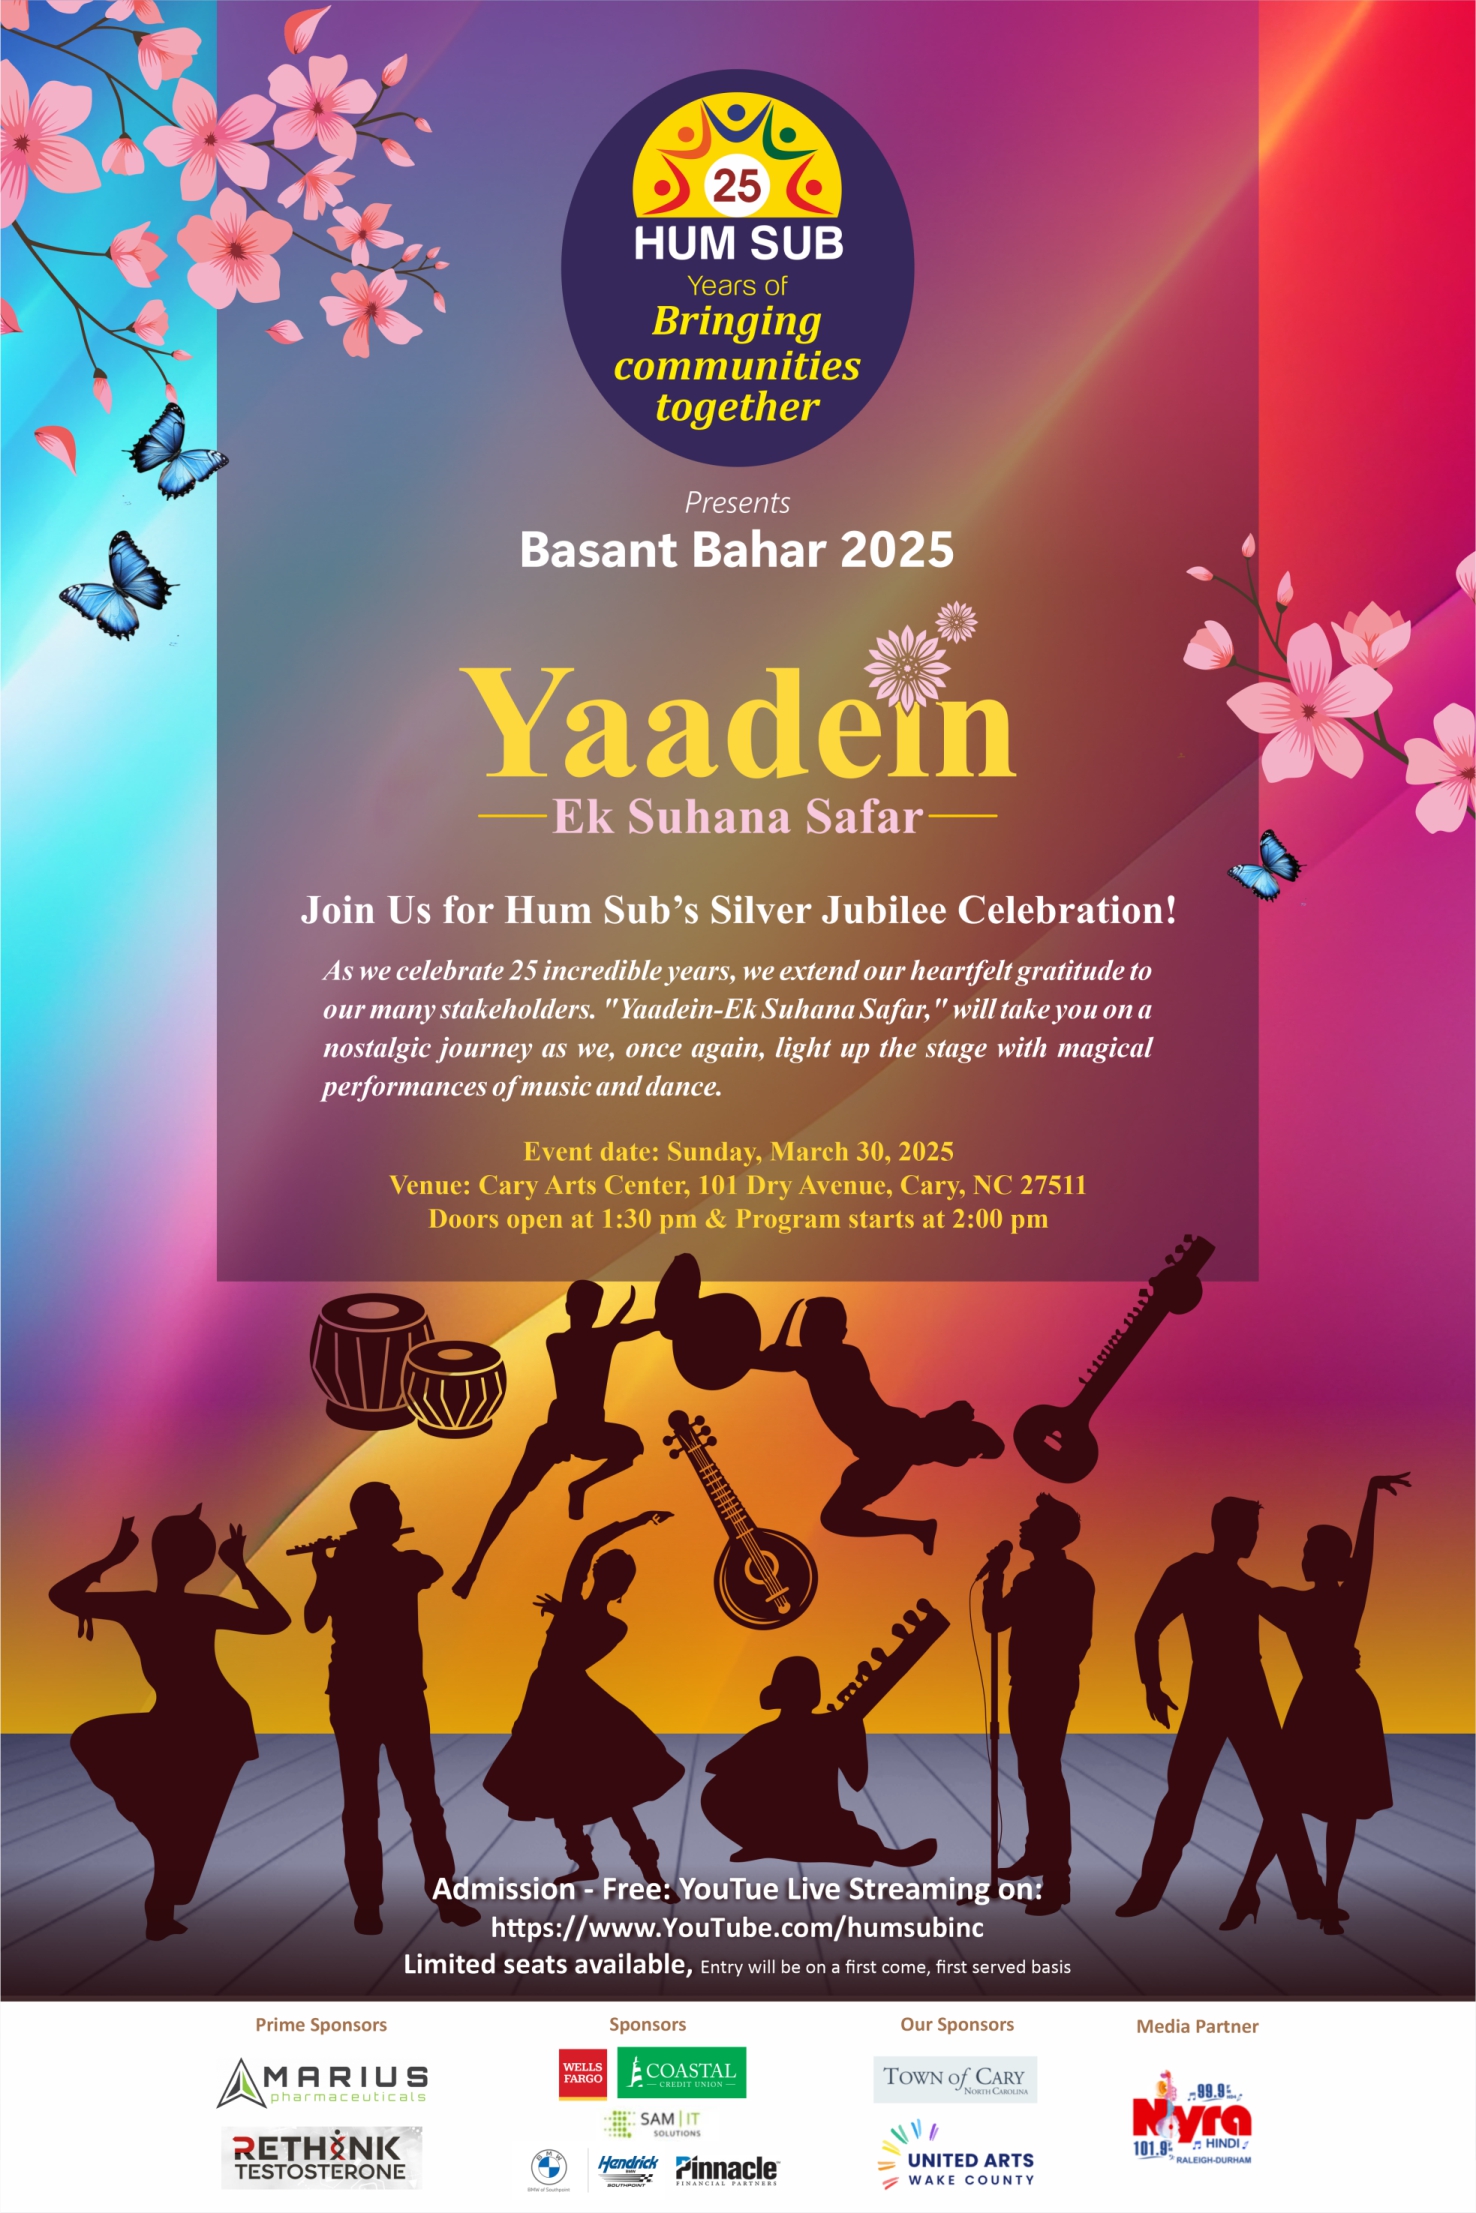 25
HUM SUB
Years of
Bringing
communities
together
Presents
Basant Bahar 2025
Yaadein
Ek Suhana Safar
Join Us for Hum Sub’s Silver Jubilee Celebration!
As we celebrate 25 incredible years, we extend our heartfelt gratitude to
our many stakeholders. "Yaadein-Ek Suhana Safar," will take you on a
nostalgic journey as we, once again, light up the stage with magical
performances of music and dance.
Event date: Sunday, March 30, 2025
Venue: Cary Arts Center, 101 Dry Avenue, Cary, NC 27511
Doors open at 1:30 pm & Program starts at 2:00 pm
Admission - Free: YouTue Live Streaming on:
https://www.YouTube.com/humsubinc
Limited seats available, Entry will be on a first come, first served basis
Prime Sponsors
MARIUS
pharmaceuticals
RETHINK
TESTOSTERONE
Sponsors
WELLS
FARGO
COASTAL
CREDIT UNION
SAM|IT
SOLUTIONS
BMW
BMW of Southpoint
Hendrick
SOUTHPOINT
Pinnacle
FINANCIAL PARTNERS
Our Sponsors
TOWN of CARY
NORTH CAROLINA
UNITED ARTS
WAKE COUNTY
Media Partner
99.9
Nyra
101.9
HINDI
RALEIGH-DURHAM